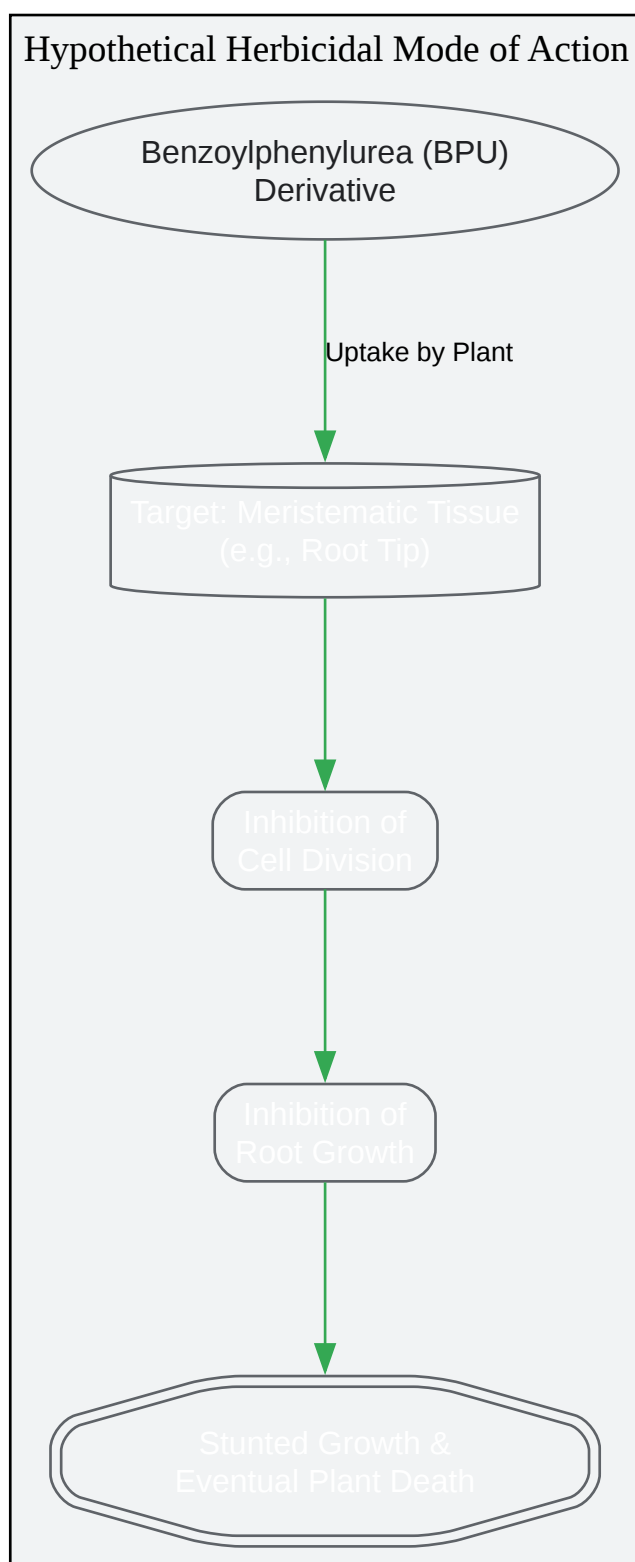 Hypothetical Herbicidal Mode of Action
Benzoylphenylurea (BPU)
Derivative
Uptake by Plant
Target: Meristematic Tissue
(e.g., Root Tip)
Inhibition of
Cell Division
Inhibition of
Root Growth
Stunted Growth &
Eventual Plant Death